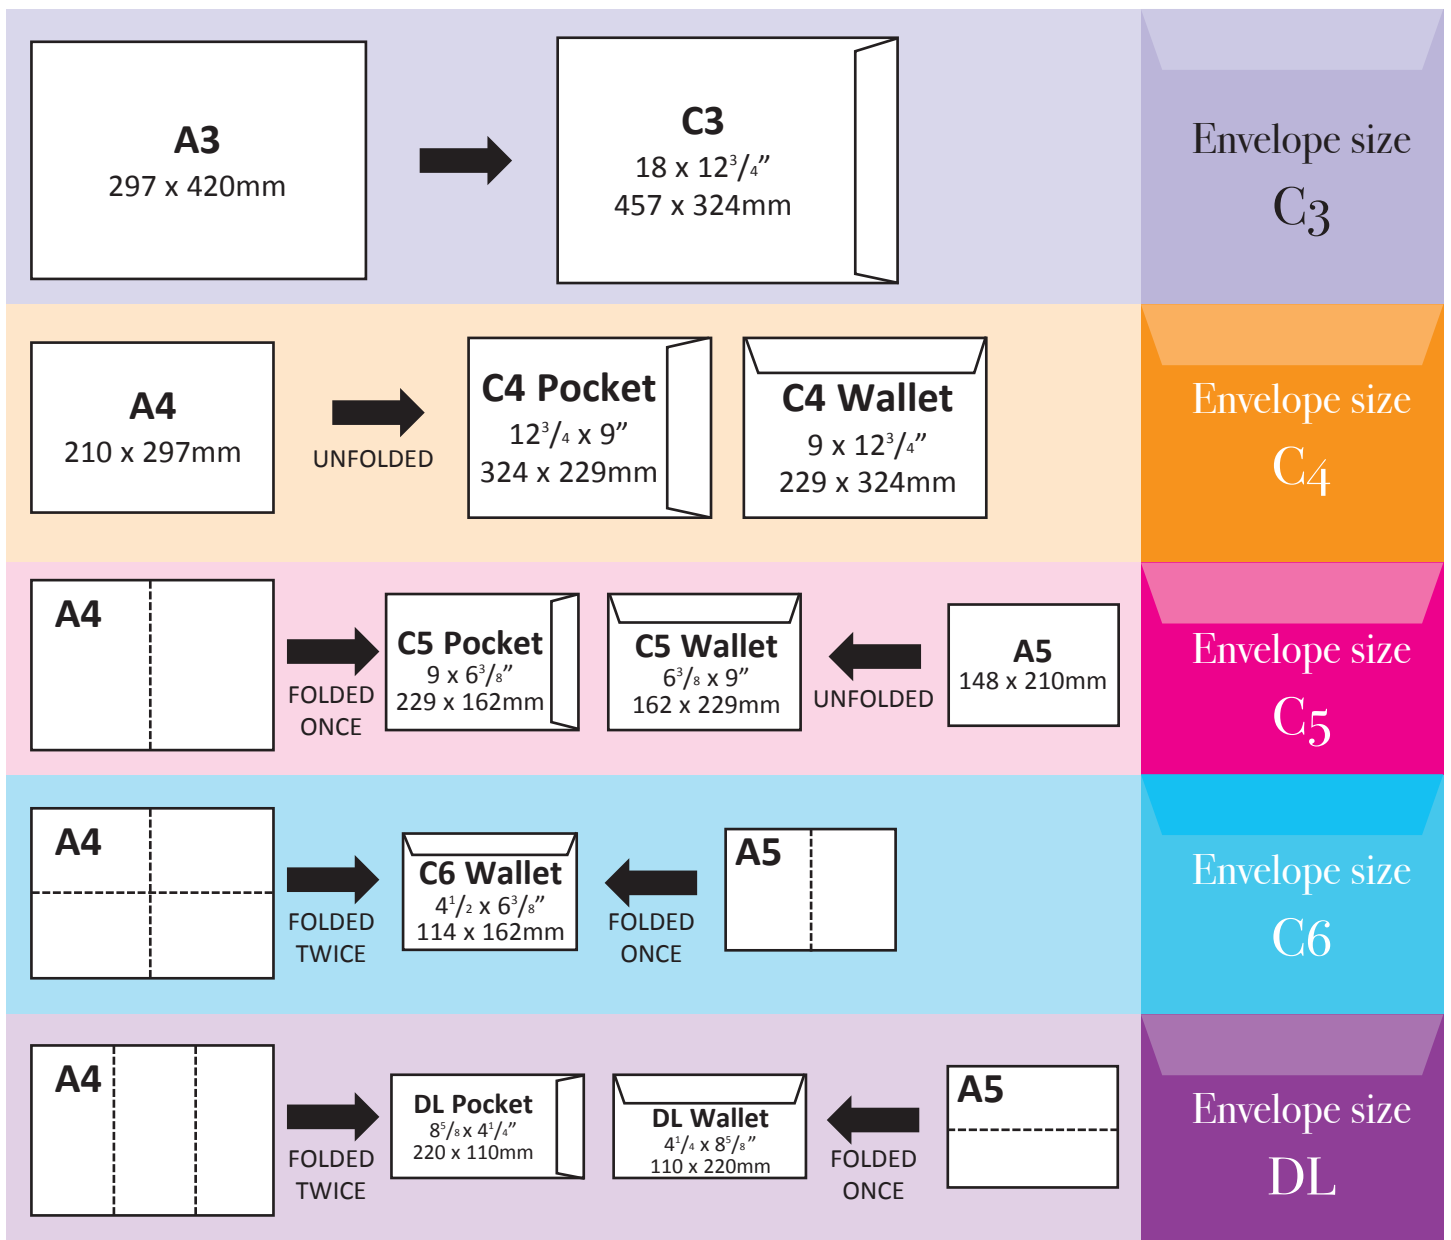 A3
297 x 420mm
C3
18 x 12³/₄”
457 x 324mm
Envelope size
C3
A4
210 x 297mm
UNFOLDED
C4 Pocket
12³/₄ x 9”
324 x 229mm
C4 Wallet
9 x 12³/₄”
229 x 324mm
Envelope size
C4
A4
FOLDED
ONCE
C5 Pocket
9 x 6³/₈”
229 x 162mm
C5 Wallet
6³/₈ x 9”
162 x 229mm
UNFOLDED
A5
148 x 210mm
Envelope size
C5
A4
FOLDED
TWICE
C6 Wallet
4¹/₂ x 6³/₈”
114 x 162mm
FOLDED
ONCE
A5
Envelope size
C6
A4
FOLDED
TWICE
DL Pocket
8⁵/₈ x 4¹/₄”
220 x 110mm
DL Wallet
4¹/₄ x 8⁵/₈”
110 x 220mm
FOLDED
ONCE
A5
Envelope size
DL